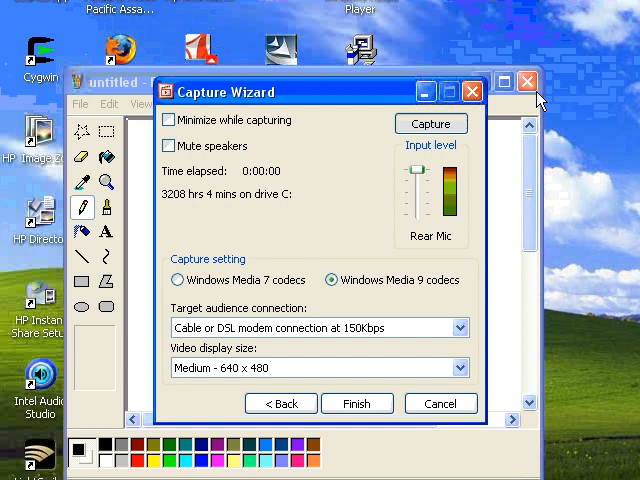 Pacific Assa...
Player
Cygwin
untitled -
File Edit View
Capture Wizard
Minimize while capturing
Capture
Mute speakers
Input level
Time elapsed: 0:00:00
3208 hrs 4 mins on drive C:
Rear Mic
HP Image Z
HP Directo
HP Instan
Share Setu
Intel Audio
Studio
A
Capture setting
Windows Media 7 codecs
Windows Media 9 codecs
Target audience connection:
Cable or DSL modem connection at 150Kbps
Video display size:
Medium - 640 x 480
< Back
Finish
Cancel